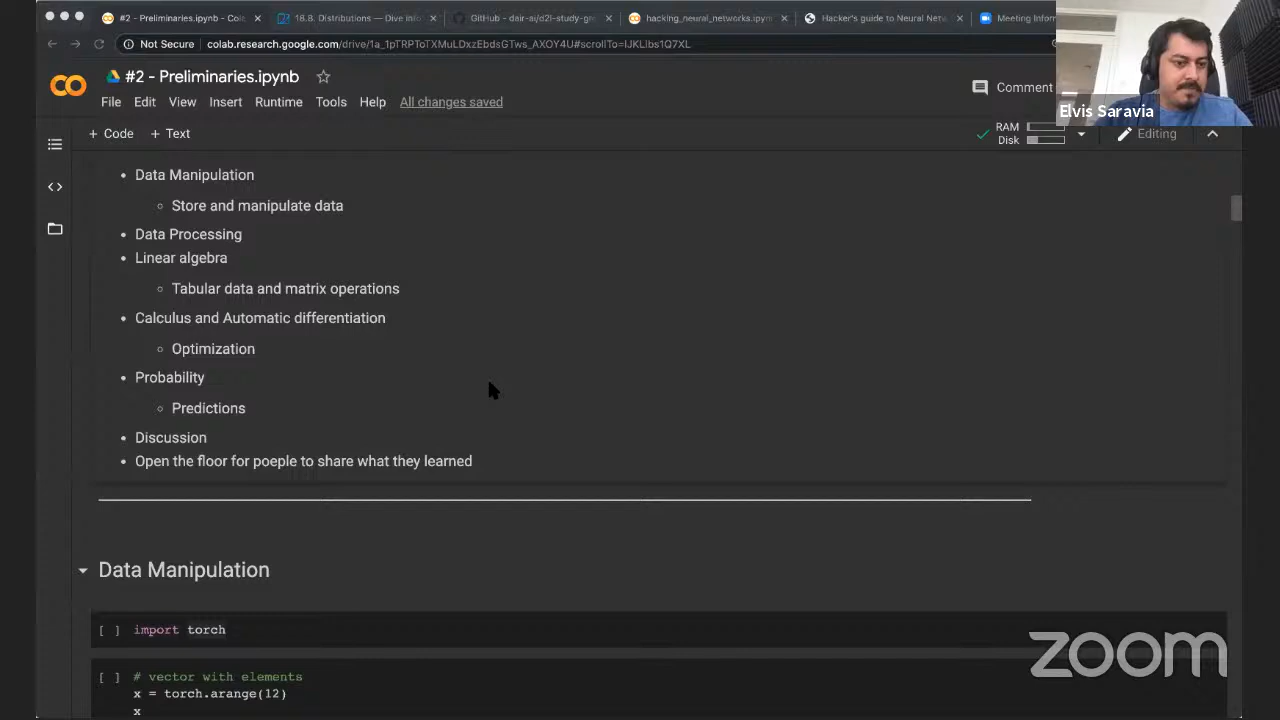 #2 - Preliminaries.ipynb - Col
18.8. Distributions — Dive into
GitHub - dair-ai/d2l-study-gr
hacking_neural_networks.ipynb
Hacker's guide to Neural Netw
Meeting Inform
Not Secure
colab.research.google.com/drive/1a_1pTRPToTXMuLDxzEbdsGTws_AXOY4U#scrollTo=IJKLlbs1Q7XL
Elvis Saravia
#2 - Preliminaries.ipynb
File Edit View Insert Runtime Tools Help All changes saved
Comment
+ Code + Text
RAM
Disk
Editing
• Data Manipulation
Store and manipulate data
• Data Processing
• Linear algebra
Tabular data and matrix operations
• Calculus and Automatic differentiation
Optimization
• Probability
Predictions
• Discussion
• Open the floor for poeple to share what they learned
Data Manipulation
[ ] import torch
[ ] # vector with elements
x = torch.arange(12)
x
zoom